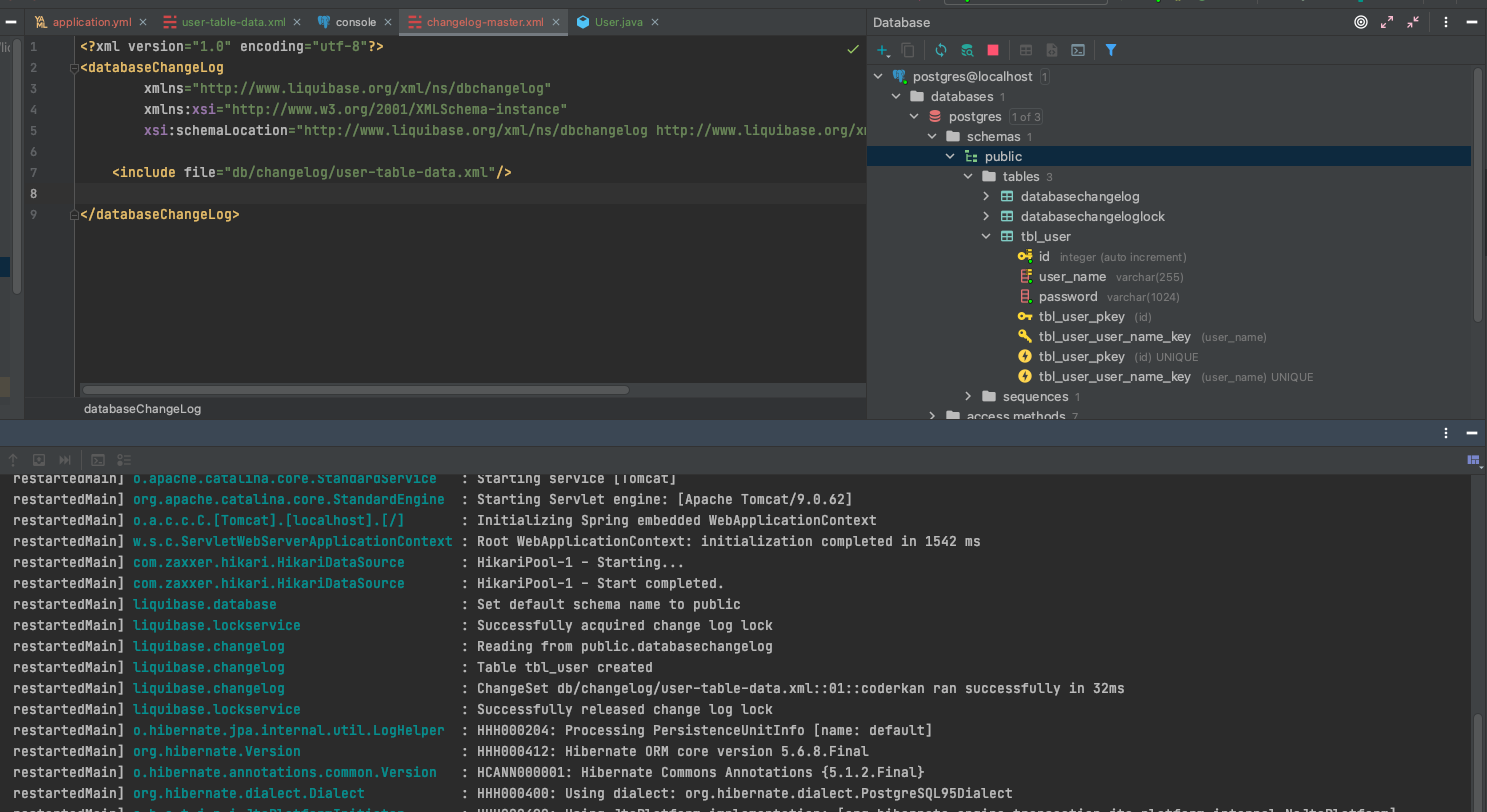 application.yml
user-table-data.xml
console
changelog-master.xml
User.java
1 <?xml version="1.0" encoding="utf-8"?>
2 <databaseChangeLog
3 xmlns="http://www.liquibase.org/xml/ns/dbchangelog"
4 xmlns:xsi="http://www.w3.org/2001/XMLSchema-instance"
5 xsi:schemaLocation="http://www.liquibase.org/xml/ns/dbchangelog http://www.liquibase.org/
6
7 <include file="db/changelog/user-table-data.xml"/>
8
9 </databaseChangeLog>
databaseChangeLog
Database
postgres@localhost 1
databases 1
postgres 1 of 3
schemas 1
public
tables 3
databasechangelog
databasechangeloglock
tbl_user
id integer (auto increment)
user_name varchar(255)
password varchar(1024)
tbl_user_pkey (id)
tbl_user_user_name_key (user_name)
tbl_user_pkey (id) UNIQUE
tbl_user_user_name_key (user_name) UNIQUE
sequences 1
access methods 7
restartedMain] o.apache.catalina.core.StandardService : Starting service [Tomcat]
restartedMain] org.apache.catalina.core.StandardEngine : Starting Servlet engine: [Apache Tomcat/9.0.62]
restartedMain] o.a.c.c.C.[Tomcat].[localhost].[/] : Initializing Spring embedded WebApplicationContext
restartedMain] w.s.c.ServletWebServerApplicationContext : Root WebApplicationContext: initialization completed in 1542 ms
restartedMain] com.zaxxer.hikari.HikariDataSource : HikariPool-1 - Starting...
restartedMain] com.zaxxer.hikari.HikariDataSource : HikariPool-1 - Start completed.
restartedMain] liquibase.database : Set default schema name to public
restartedMain] liquibase.lockservice : Successfully acquired change log lock
restartedMain] liquibase.changelog : Reading from public.databasechangelog
restartedMain] liquibase.changelog : Table tbl_user created
restartedMain] liquibase.changelog : ChangeSet db/changelog/user-table-data.xml::01::coderkan ran successfully in 32ms
restartedMain] liquibase.lockservice : Successfully released change log lock
restartedMain] o.hibernate.jpa.internal.util.LogHelper : HHH000204: Processing PersistenceUnitInfo [name: default]
restartedMain] org.hibernate.Version : HHH000412: Hibernate ORM core version 5.6.8.Final
restartedMain] o.hibernate.annotations.common.Version : HCANN000001: Hibernate Commons Annotations {5.1.2.Final}
restartedMain] org.hibernate.dialect.Dialect : HHH000400: Using dialect: org.hibernate.dialect.PostgreSQL95Dialect